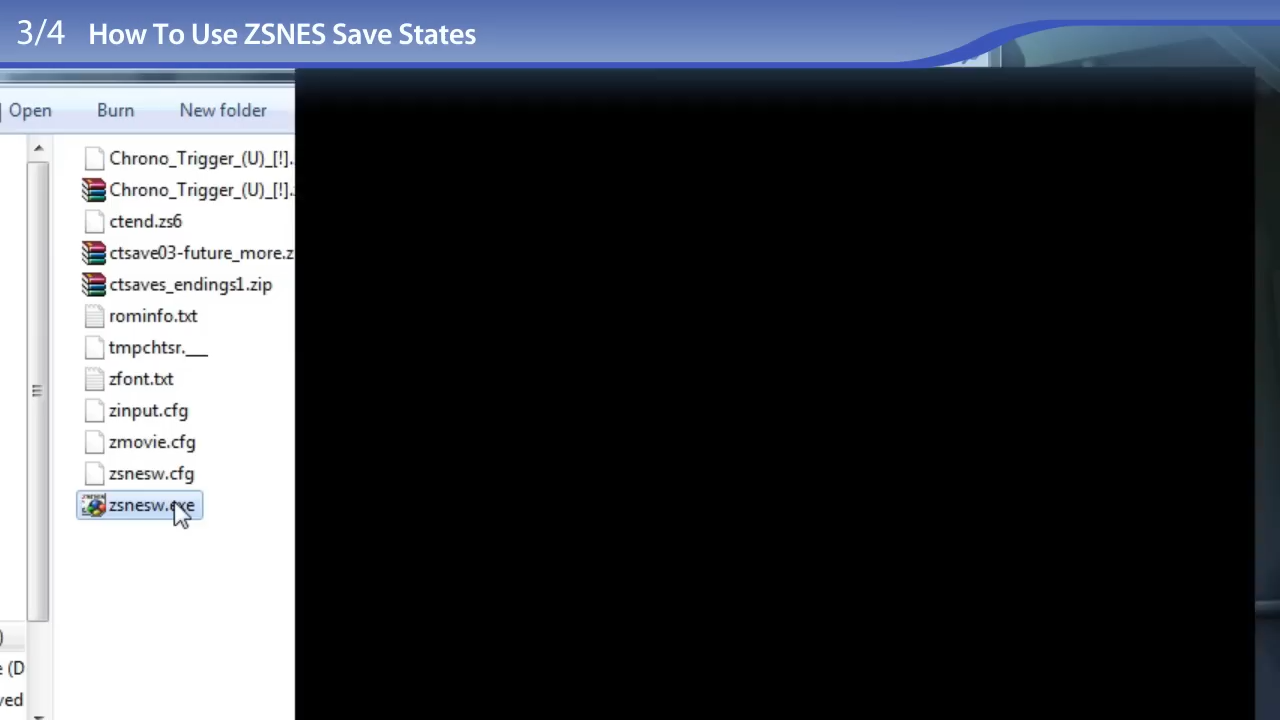 3/4 How To Use ZSNES Save States
Open Burn New folder
Chrono_Trigger_(U)_[!].
Chrono_Trigger_(U)_[!].z
ctend.zs6
ctsave03-future_more.z
ctsaves_endings1.zip
rominfo.txt
tmpchtsr.___
zfont.txt
zinput.cfg
zmovie.cfg
zsnesw.cfg
zsnesw.exe
)
e (D
ved